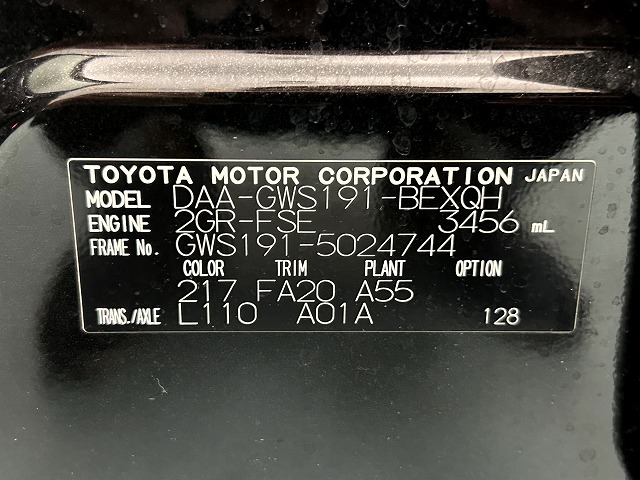 TOYOTA MOTOR CORPORATION JAPAN
MODEL DAA-GWS191-BEXQH
ENGINE 2GR-FSE 3456 mL
FRAME No. GWS191-5024744
COLOR TRIM PLANT OPTION
217 FA20 A55
TRANS./AXLE L110 A01A 128